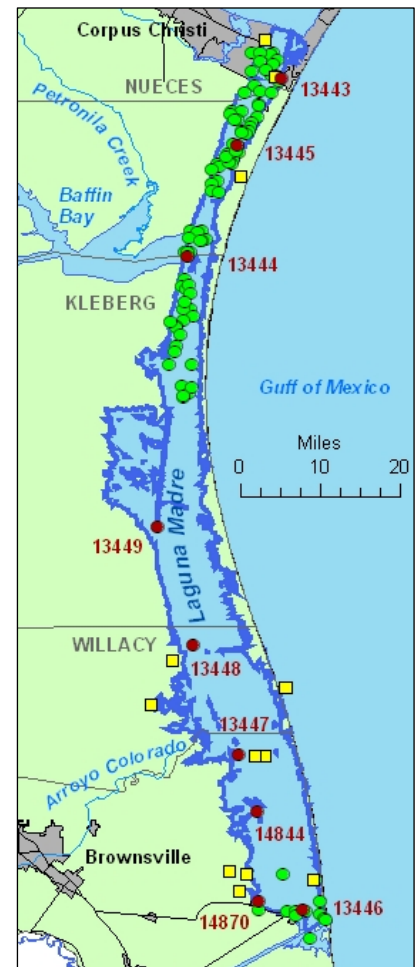 Corpus Christi
NUECES
13443
Petronila Creek
13445
Baffin
Bay
13444
KLEBERG
Guff of Mexico
Miles
0 10 20
Laguna Madre
13449
WILLACY
13448
13447
Arroyo Colorado
14844
Brownsville
14870
13446